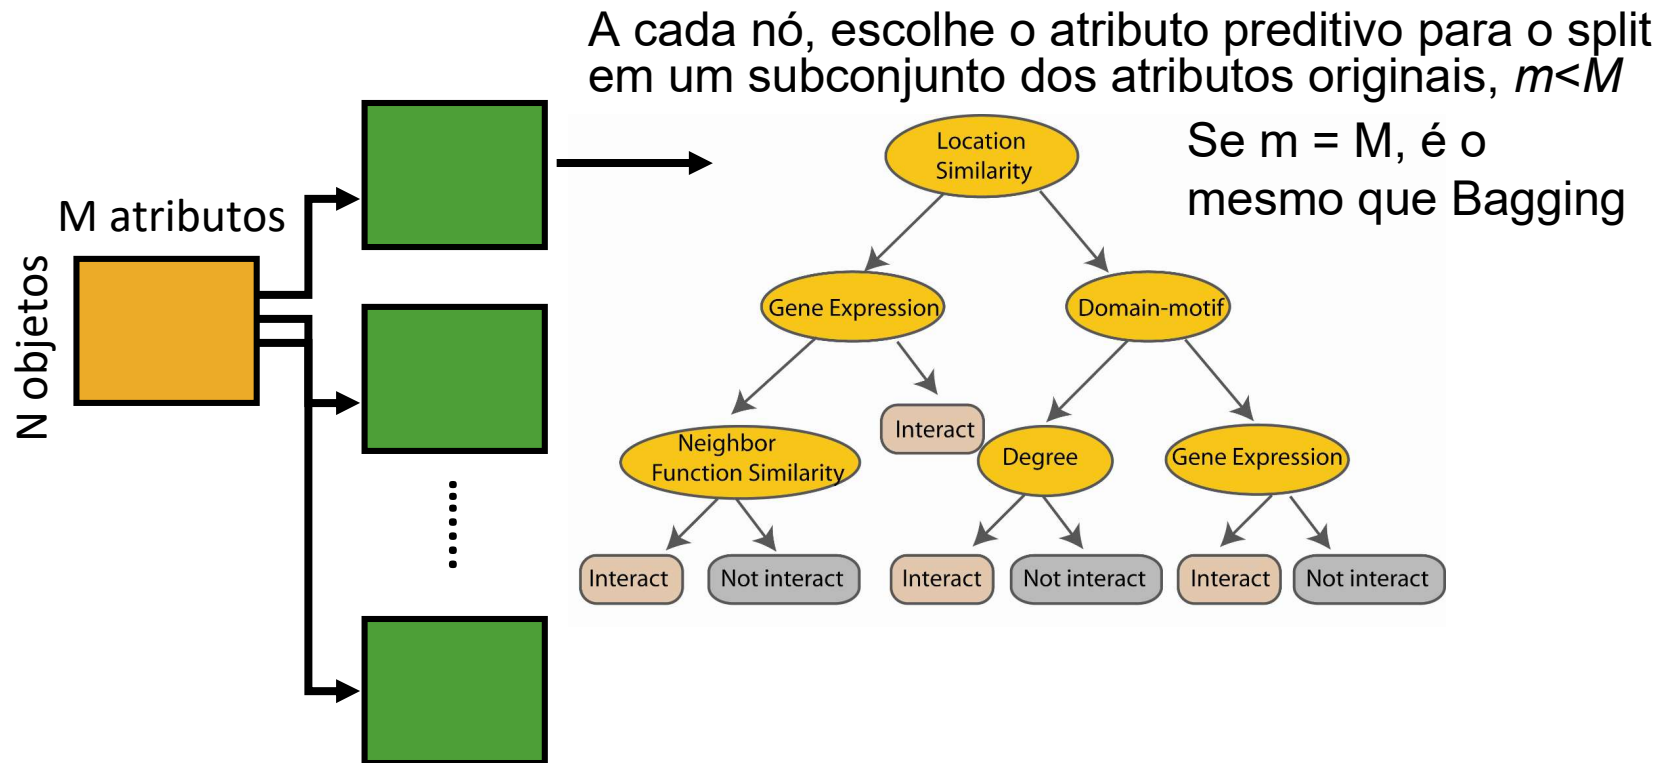 A cada nó, escolhe o atributo preditivo para o split
em um subconjunto dos atributos originais, m<M
Se m = M, é o
mesmo que Bagging
M atributos
N objetos
Location
Similarity
Gene Expression
Domain-motif
Interact
Neighbor
Function Similarity
Degree
Gene Expression
Interact
Not interact
Interact
Not interact
Interact
Not interact